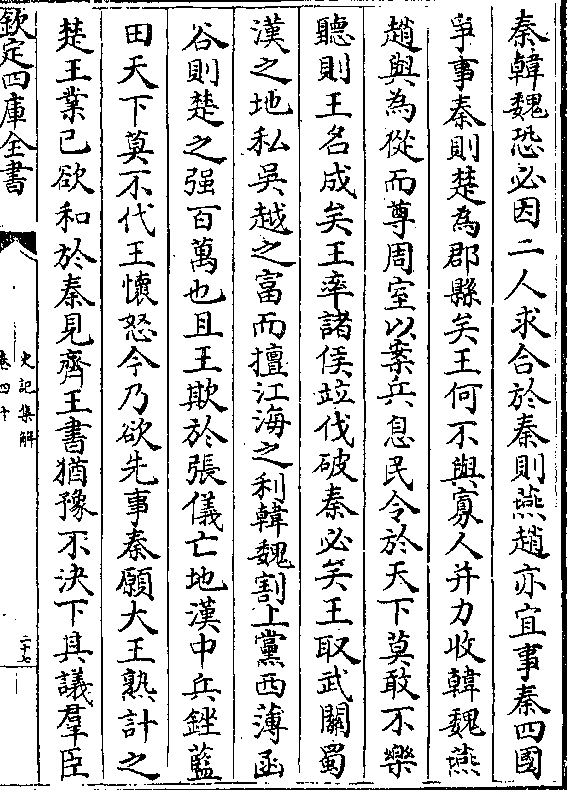 秦韓魏恐必因二人求合於秦則燕趙亦宜事秦四國
爭事秦則楚為郡縣矣王何不與寡人并力收韓魏燕
趙與為從而尊周室以案兵息民令於天下莫敢不樂
聽則王名成矣王率諸侯竝伐破秦必矣王取武關蜀
漢之地私吳越之富而擅江海之利韓魏割上黨西薄函
谷則楚之强百萬也且王欺於張儀亡地漢中兵銼藍
田天下莫不代王懷怒今乃欲先事秦願大王熟計之
楚王業已欲和於秦見齊王書猶豫不決下其議羣臣
欽定四庫全書
史記集解
卷四十
二十七